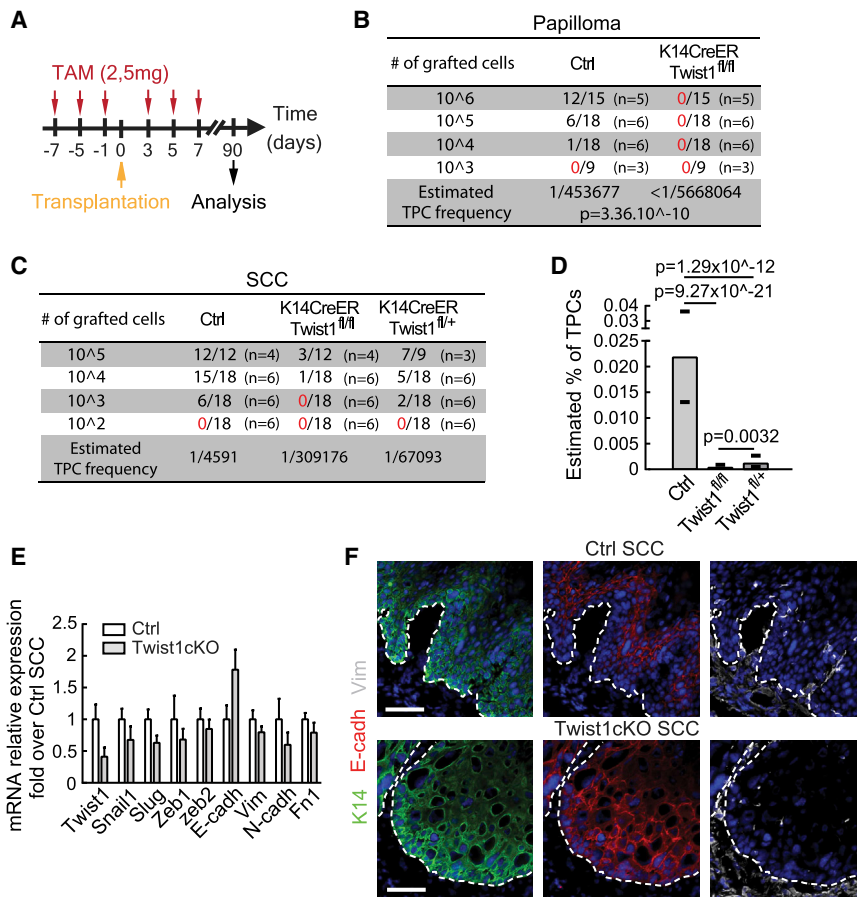 A
TAM (2,5mg)
Time
(days)
-7 -5 -1 0 3 5 7 90
Transplantation Analysis
B
Papilloma
# of grafted cells Ctrl K14CreER Twist1fl/fl
10^6 12/15 (n=5) 0/15 (n=5)
10^5 6/18 (n=6) 0/18 (n=6)
10^4 1/18 (n=6) 0/18 (n=6)
10^3 0/9 (n=3) 0/9 (n=3)
Estimated TPC frequency 1/453677 <1/5668064
p=3.36.10^-10
C
SCC
# of grafted cells Ctrl K14CreER Twist1fl/fl K14CreER Twist1fl/+
10^5 12/12 (n=4) 3/12 (n=4) 7/9 (n=3)
10^4 15/18 (n=6) 1/18 (n=6) 5/18 (n=6)
10^3 6/18 (n=6) 0/18 (n=6) 2/18 (n=6)
10^2 0/18 (n=6) 0/18 (n=6) 0/18 (n=6)
Estimated TPC frequency 1/4591 1/309176 1/67093
D
p=1.29x10^-12
p=9.27x10^-21
p=0.0032
Estimated % of TPCs
0.04
0.03
0.025
0.020
0.015
0.010
0.005
0
Ctrl
Twist1fl/fl
Twist1fl/+
E
mRNA relative expression
fold over Ctrl SCC
2.5
2
1.5
1
0.5
0
Ctrl
Twist1cKO
Twist1
Snail1
Slug
Zeb1
zeb2
E-cadh
Vim
N-cadh
Fn1
F
Ctrl SCC
Twist1cKO SCC
K14 E-cadh Vim